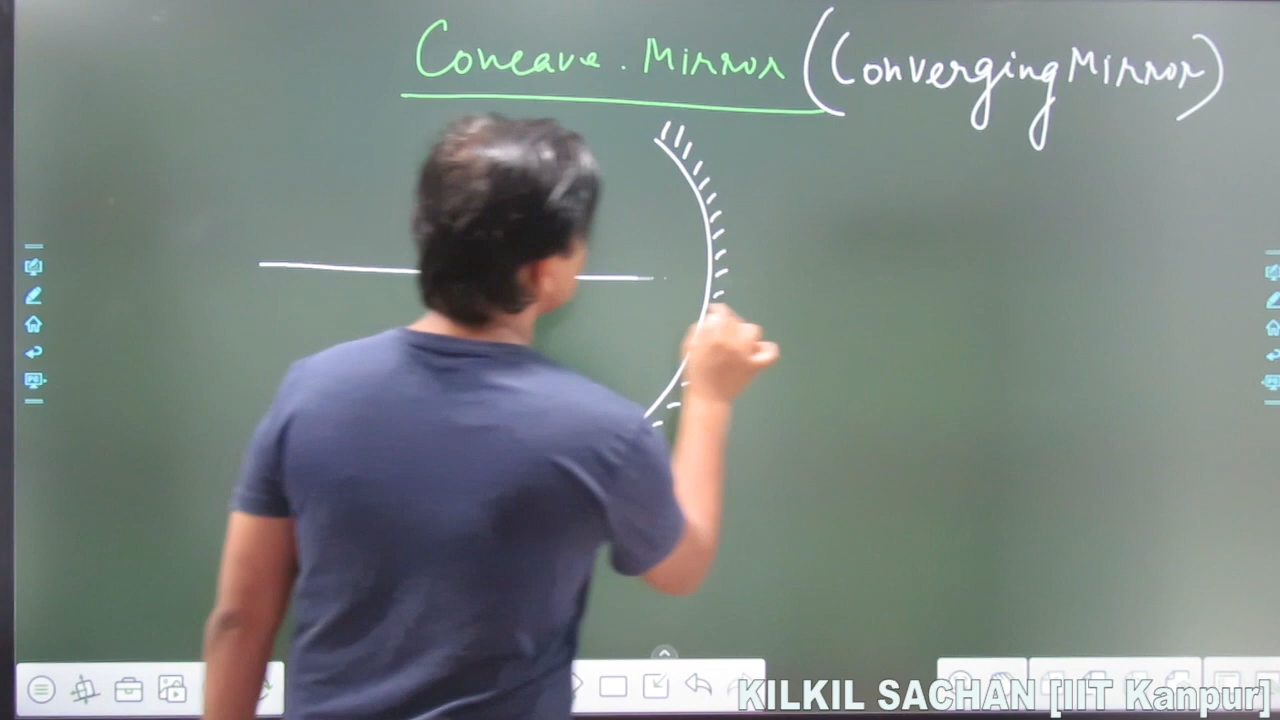 Concave. Mirror (Converging Mirror)
KILKIL SACHAN [IIT Kanpur]